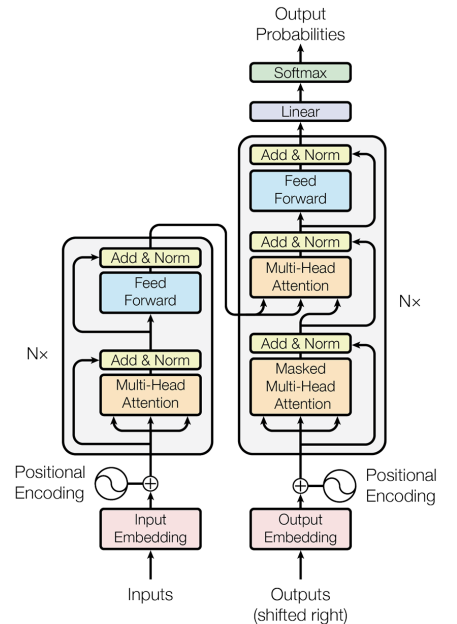 Output
Probabilities
Softmax
Linear
Add & Norm
Feed
Forward
Add & Norm
Multi-Head
Attention
Add & Norm
Masked
Multi-Head
Attention
Nx
Add & Norm
Feed
Forward
Add & Norm
Multi-Head
Attention
Nx
Positional
Encoding
Positional
Encoding
Input
Embedding
Output
Embedding
Inputs
Outputs
(shifted right)